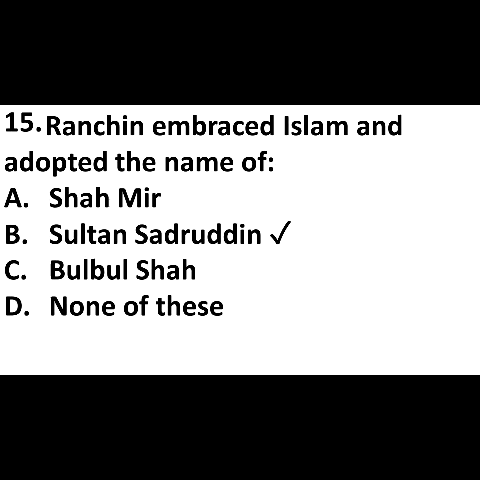 15. Ranchin embraced Islam and
adopted the name of:
A. Shah Mir
B. Sultan Sadruddin ✓
C. Bulbul Shah
D. None of these